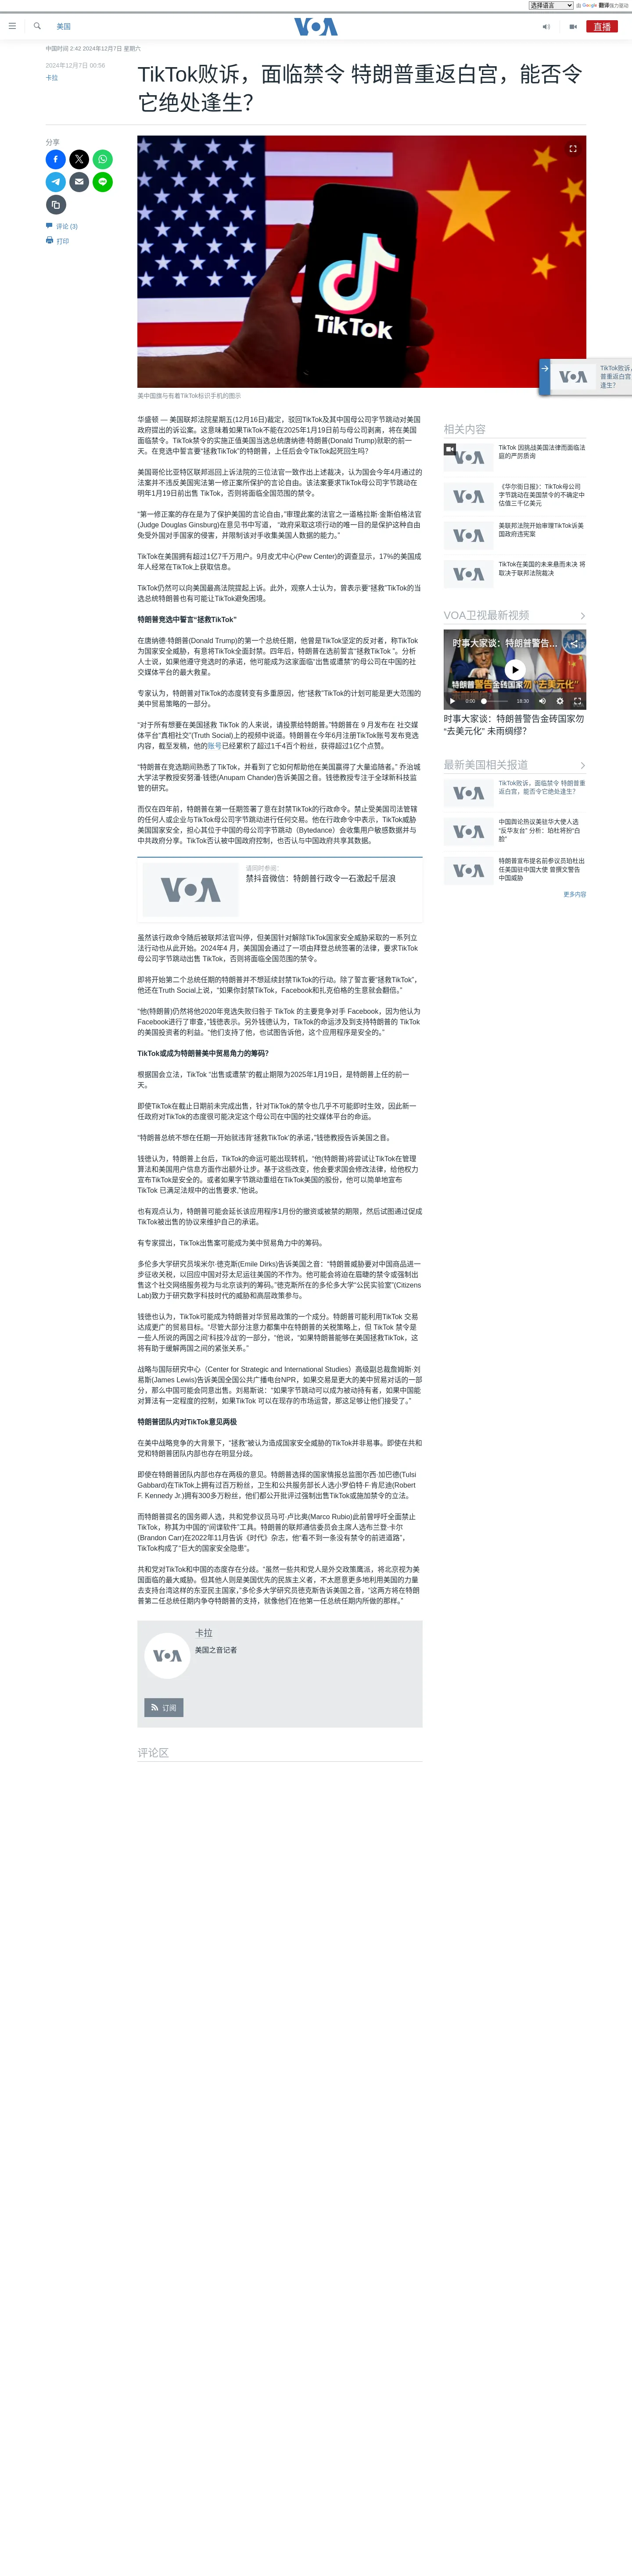 选择语言
由 Google 翻译强力驱动
美国
VOA
直播
中国时间 2:42 2024年12月7日 星期六
2024年12月7日 00:56
卡拉
TikTok败诉，面临禁令 特朗普重返白宫，能否令
它绝处逢生？
分享
评论 (3)
打印
TikTok
美中国旗与有着TikTok标识手机的图示
VOA
TikTok败诉，
普重返白宫
逢生？
华盛顿 — 美国联邦法院星期五(12月16日)裁定，驳回TikTok及其中国母公司字节跳动对美国
政府提出的诉讼案。这意味着如果TikTok不能在2025年1月19日前与母公司剥离，将在美国
面临禁令。TikTok禁令的实施正值美国当选总统唐纳德·特朗普(Donald Trump)就职的前一
天。在竞选中誓言要“拯救TikTok”的特朗普，上任后会令TikTok起死回生吗？
美国哥伦比亚特区联邦巡回上诉法院的三位法官一致作出上述裁决，认为国会今年4月通过的
法案并不违反美国宪法第一修正案所保护的言论自由。该法案要求TikTok母公司字节跳动在
明年1月19日前出售 TikTok，否则将面临全国范围的禁令。
“第一修正案的存在是为了保护美国的言论自由，”审理此案的法官之一道格拉斯·金斯伯格法官
(Judge Douglas Ginsburg)在意见书中写道， “政府采取这项行动的唯一目的是保护这种自由
免受外国对手国家的侵害，并限制该对手收集美国人数据的能力。”
TikTok在美国拥有超过1亿7千万用户。9月皮尤中心(Pew Center)的调查显示，17%的美国成
年人经常在TikTok上获取信息。
TikTok仍然可以向美国最高法院提起上诉。此外，观察人士认为，曾表示要“拯救”TikTok的当
选总统特朗普也有可能让TikTok避免困境。
特朗普竞选中誓言“拯救TikTok”
在唐纳德·特朗普(Donald Trump)的第一个总统任期，他曾是TikTok坚定的反对者，称TikTok
为国家安全威胁，有意将TikTok全面封禁。四年后，特朗普在选前誓言“拯救TikTok ”。分析
人士说，如果他遵守竞选时的承诺，他可能成为这家面临“出售或遭禁”的母公司在中国的社
交媒体平台的最大救星。
专家认为，特朗普对TikTok的态度转变有多重原因，他“拯救”TikTok的计划可能是更大范围的
美中贸易策略的一部分。
“对于所有想要在美国拯救 TikTok 的人来说，请投票给特朗普。”特朗普在 9 月发布在 社交媒
体平台“真相社交”(Truth Social)上的视频中说道。特朗普在今年6月注册TikTok账号发布竞选
内容，截至发稿，他的账号已经累积了超过1千4百个粉丝，获得超过1亿个点赞。
“特朗普在竞选期间熟悉了TikTok，并看到了它如何帮助他在美国赢得了大量追随者。” 乔治城
大学法学教授安努潘·钱德(Anupam Chander)告诉美国之音。钱德教授专注于全球新科技监
管的研究。
而仅在四年前，特朗普在第一任期签署了意在封禁TikTok的行政命令。禁止受美国司法管辖
的任何人或企业与TikTok母公司字节跳动进行任何交易。他在行政命令中表示，TikTok威胁
美国国家安全，担心其位于中国的母公司字节跳动（Bytedance）会收集用户敏感数据并与
中共政府分享。TikTok否认被中国政府控制，也否认与中国政府共享其数据。
VOA
请同时参阅:
禁抖音微信：特朗普行政令一石激起千层浪
虽然该行政命令随后被联邦法官叫停，但美国针对解除TikTok国家安全威胁采取的一系列立
法行动也从此开始。2024年4 月，美国国会通过了一项由拜登总统签署的法律，要求TikTok
母公司字节跳动出售 TikTok，否则将面临全国范围的禁令。
即将开始第二个总统任期的特朗普并不想延续封禁TikTok的行动。除了誓言要“拯救TikTok”，
他还在Truth Social上说，“如果你封禁TikTok，Facebook和扎克伯格的生意就会翻倍。”
“他(特朗普)仍然将他2020年竞选失败归咎于 TikTok 的主要竞争对手 Facebook，因为他认为
Facebook进行了审查，”钱德表示。另外钱德认为，TikTok的命运涉及到支持特朗普的 TikTok
的美国投资者的利益。“他们支持了他，也试图告诉他，这个应用程序是安全的。”
TikTok或成为特朗普美中贸易角力的筹码？
根据国会立法，TikTok “出售或遭禁”的截止期限为2025年1月19日，是特朗普上任的前一
天。
即使TikTok在截止日期前未完成出售，针对TikTok的禁令也几乎不可能即时生效，因此新一
任政府对TikTok的态度很可能决定这个母公司在中国的社交媒体平台的命运。
“特朗普总统不想在任期一开始就违背‘拯救TikTok’的承诺，”钱德教授告诉美国之音。
钱德认为，特朗普上台后，TikTok的命运可能出现转机，“他(特朗普)将尝试让TikTok在管理
算法和美国用户信息方面作出额外让步。基于这些改变，他会要求国会修改法律，给他权力
宣布TikTok是安全的。或者如果字节跳动重组在TikTok美国的股份，他可以简单地宣布
TikTok 已满足法规中的出售要求，”他说。
也有观点认为，特朗普可能会延长该应用程序1月份的撤资或被禁的期限，然后试图通过促成
TikTok被出售的协议来维护自己的承诺。
有专家提出，TikTok出售案可能成为美中贸易角力中的筹码。
多伦多大学研究员埃米尔·德克斯(Emile Dirks)告诉美国之音：“特朗普威胁要对中国商品进一
步征收关税，以回应中国对芬太尼运往美国的不作为。他可能会将迫在眉睫的禁令或强制出
售这个社交网络服务视为与北京谈判的筹码。”德克斯所在的多伦多大学“公民实验室”(Citizens
Lab)致力于研究数字科技时代的威胁和高层政策参与。
钱德也认为，TikTok可能成为特朗普对华贸易政策的一个成分。特朗普可能利用TikTok 交易
达成更广的贸易目标。“尽管大部分注意力都集中在特朗普的关税策略上，但 TikTok 禁令是
一些人所说的两国之间‘科技冷战’的一部分，”他说，“如果特朗普能够在美国拯救TikTok，这
将有助于缓解两国之间的紧张关系。”
战略与国际研究中心（Center for Strategic and International Studies）高级副总裁詹姆斯·刘
易斯(James Lewis)告诉美国全国公共广播电台NPR，如果交易是更大的美中贸易对话的一部
分，那么中国可能会同意出售。刘易斯说：“如果字节跳动可以成为被动持有者，如果中国能
对算法有一定程度的控制，如果TikTok 可以在现存的市场运营，那这足够让他们接受了。”
特朗普团队内对TikTok意见两极
在美中战略竞争的大背景下，“拯救”被认为造成国家安全威胁的TikTok并非易事。即使在共和
党和特朗普团队内部也存在明显分歧。
即使在特朗普团队内部也存在两极的意见。特朗普选择的国家情报总监图尔西·加巴德(Tulsi
Gabbard)在TikTok上拥有过百万粉丝，卫生和公共服务部长人选小罗伯特·F·肯尼迪(Robert
F. Kennedy Jr.)拥有300多万粉丝，他们都公开批评过强制出售TikTok或施加禁令的立法。
而特朗普提名的国务卿人选，共和党参议员马可·卢比奥(Marco Rubio)此前曾呼吁全面禁止
TikTok，称其为中国的“间谍软件”工具。特朗普的联邦通信委员会主席人选布兰登·卡尔
(Brandon Carr)在2022年11月告诉《时代》杂志，他“看不到一条没有禁令的前进道路”，
TikTok构成了“巨大的国家安全隐患”。
共和党对TikTok和中国的态度存在分歧。“虽然一些共和党人是外交政策鹰派，将北京视为美
国面临的最大威胁。但其他人则是美国优先的民族主义者，不太愿意更多地利用美国的力量
去支持台湾这样的东亚民主国家，”多伦多大学研究员德克斯告诉美国之音，“这两方将在特朗
普第二任总统任期内争夺特朗普的支持，就像他们在他第一任总统任期内所做的那样。”
VOA
卡拉
美国之音记者
订阅
评论区
相关内容
VOA
TikTok 因挑战美国法律而面临法
庭的严厉质询
VOA
《华尔街日报》：TikTok母公司
字节跳动在美国禁令的不确定中
估值三千亿美元
VOA
美联邦法院开始审理TikTok诉美
国政府违宪案
VOA
TikTok在美国的未来悬而未决 将
取决于联邦法院裁决
VOA卫视最新视频
时事大家谈：特朗普警告...
特朗普警告金砖国家勿“去美元化”
0:00
18:30
时事大家谈：特朗普警告金砖国家勿
“去美元化” 未雨绸缪？
最新美国相关报道
VOA
TikTok败诉，面临禁令 特朗普重
返白宫，能否令它绝处逢生？
VOA
中国舆论热议美驻华大使人选
“反华友台” 分析：珀杜将扮“白
脸”
VOA
特朗普宣布提名前参议员珀杜出
任美国驻中国大使 曾撰文警告
中国威胁
更多内容